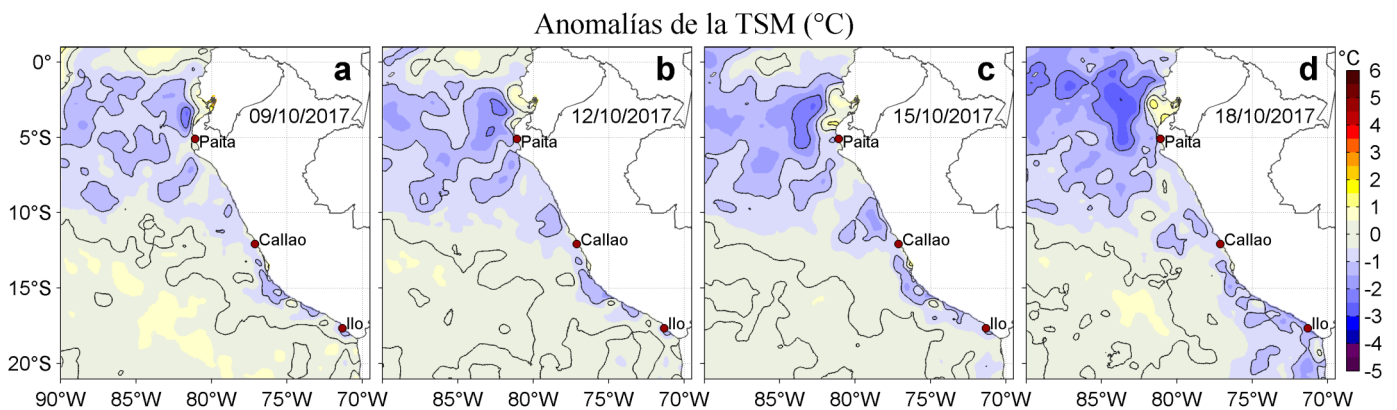 Anomalías de la TSM (°C)
a
09/10/2017
Paita
Callao
Ilo
b
12/10/2017
Paita
Callao
Ilo
c
15/10/2017
Paita
Callao
Ilo
d
18/10/2017
Paita
Callao
Ilo
0°
5°S
10°S
15°S
20°S
90°W 85°W 80°W 75°W 70°W
85°W 80°W 75°W 70°W
85°W 80°W 75°W 70°W
85°W 80°W 75°W 70°W
°C
6
5
4
3
2
1
0
-1
-2
-3
-4
-5